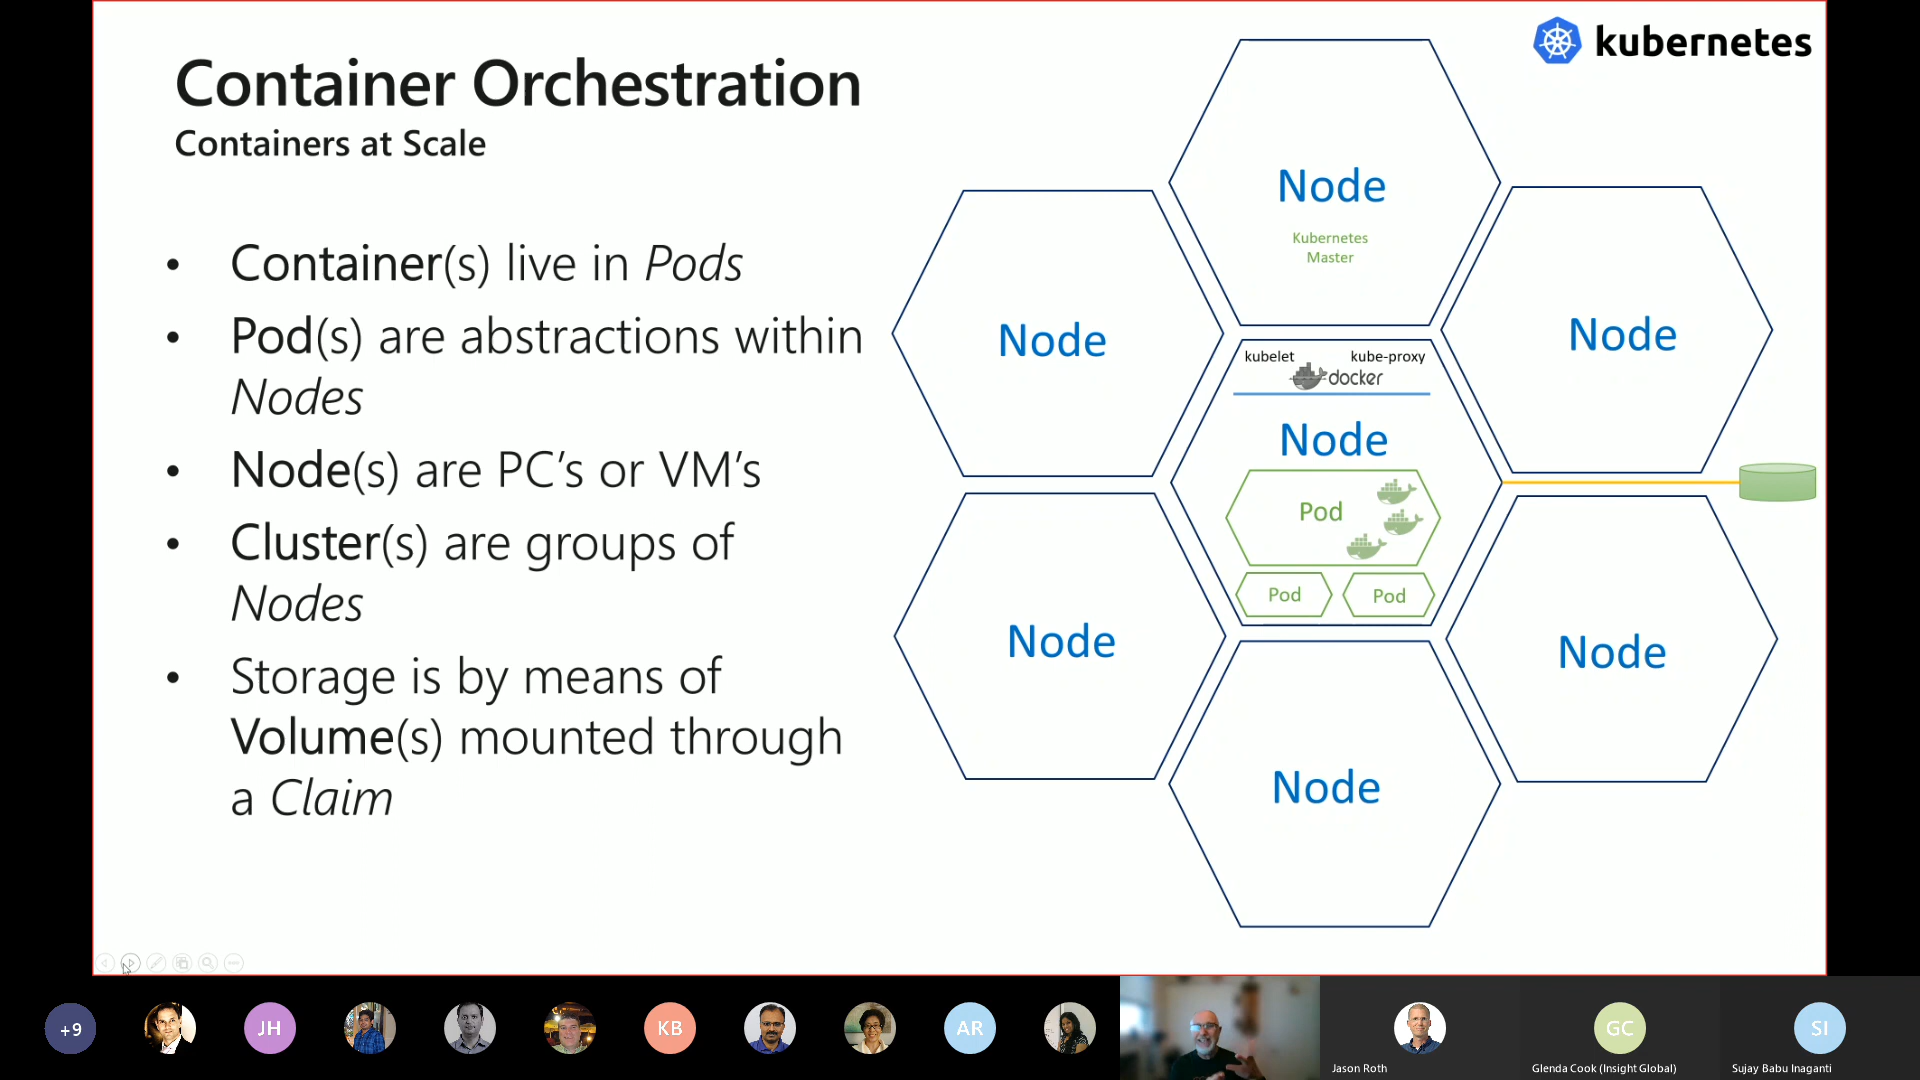 kubernetes
Container Orchestration
Containers at Scale
• Container(s) live in Pods
• Pod(s) are abstractions within
Nodes
• Node(s) are PC’s or VM’s
• Cluster(s) are groups of
Nodes
• Storage is by means of
Volume(s) mounted through
a Claim
Node
Kubernetes
Master
Node
Node
kubelet kube-proxy
docker
Node
Pod
Pod Pod
Node
Node
Node
+9
JH
KB
AR
Jason Roth
GC
Glenda Cook (Insight Global)
SI
Sujay Babu Inaganti